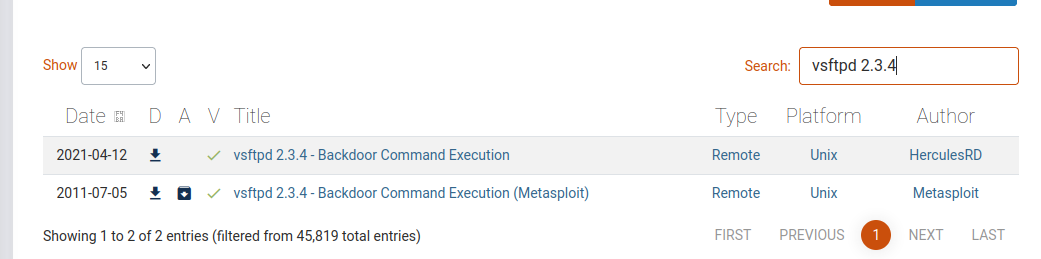 Show 15 Search: vsftpd 2.3.4
Date D A V Title Type Platform Author
2021-04-12 vsftpd 2.3.4 - Backdoor Command Execution Remote Unix HerculesRD
2011-07-05 vsftpd 2.3.4 - Backdoor Command Execution (Metasploit) Remote Unix Metasploit
Showing 1 to 2 of 2 entries (filtered from 45,819 total entries) FIRST PREVIOUS 1 NEXT LAST